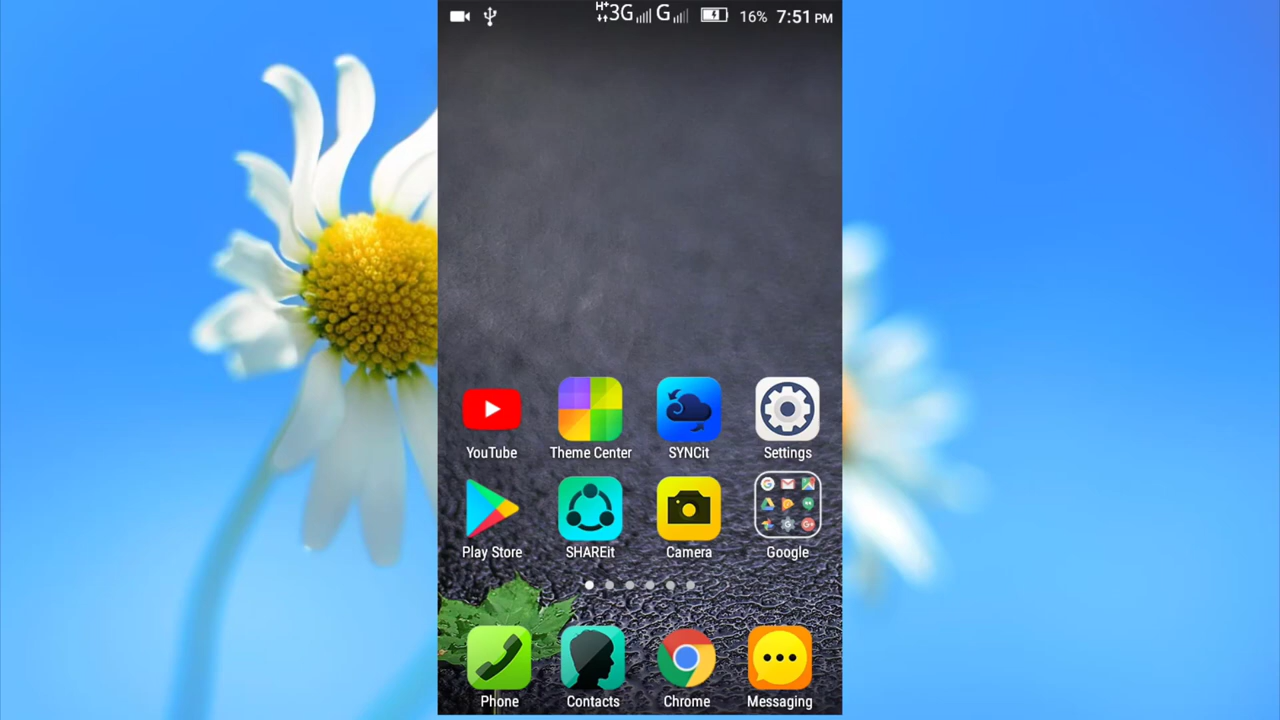 H+ 3G G 16% 7:51 PM
YouTube Theme Center SYNCit Settings
Play Store SHAREit Camera Google
Phone Contacts Chrome Messaging